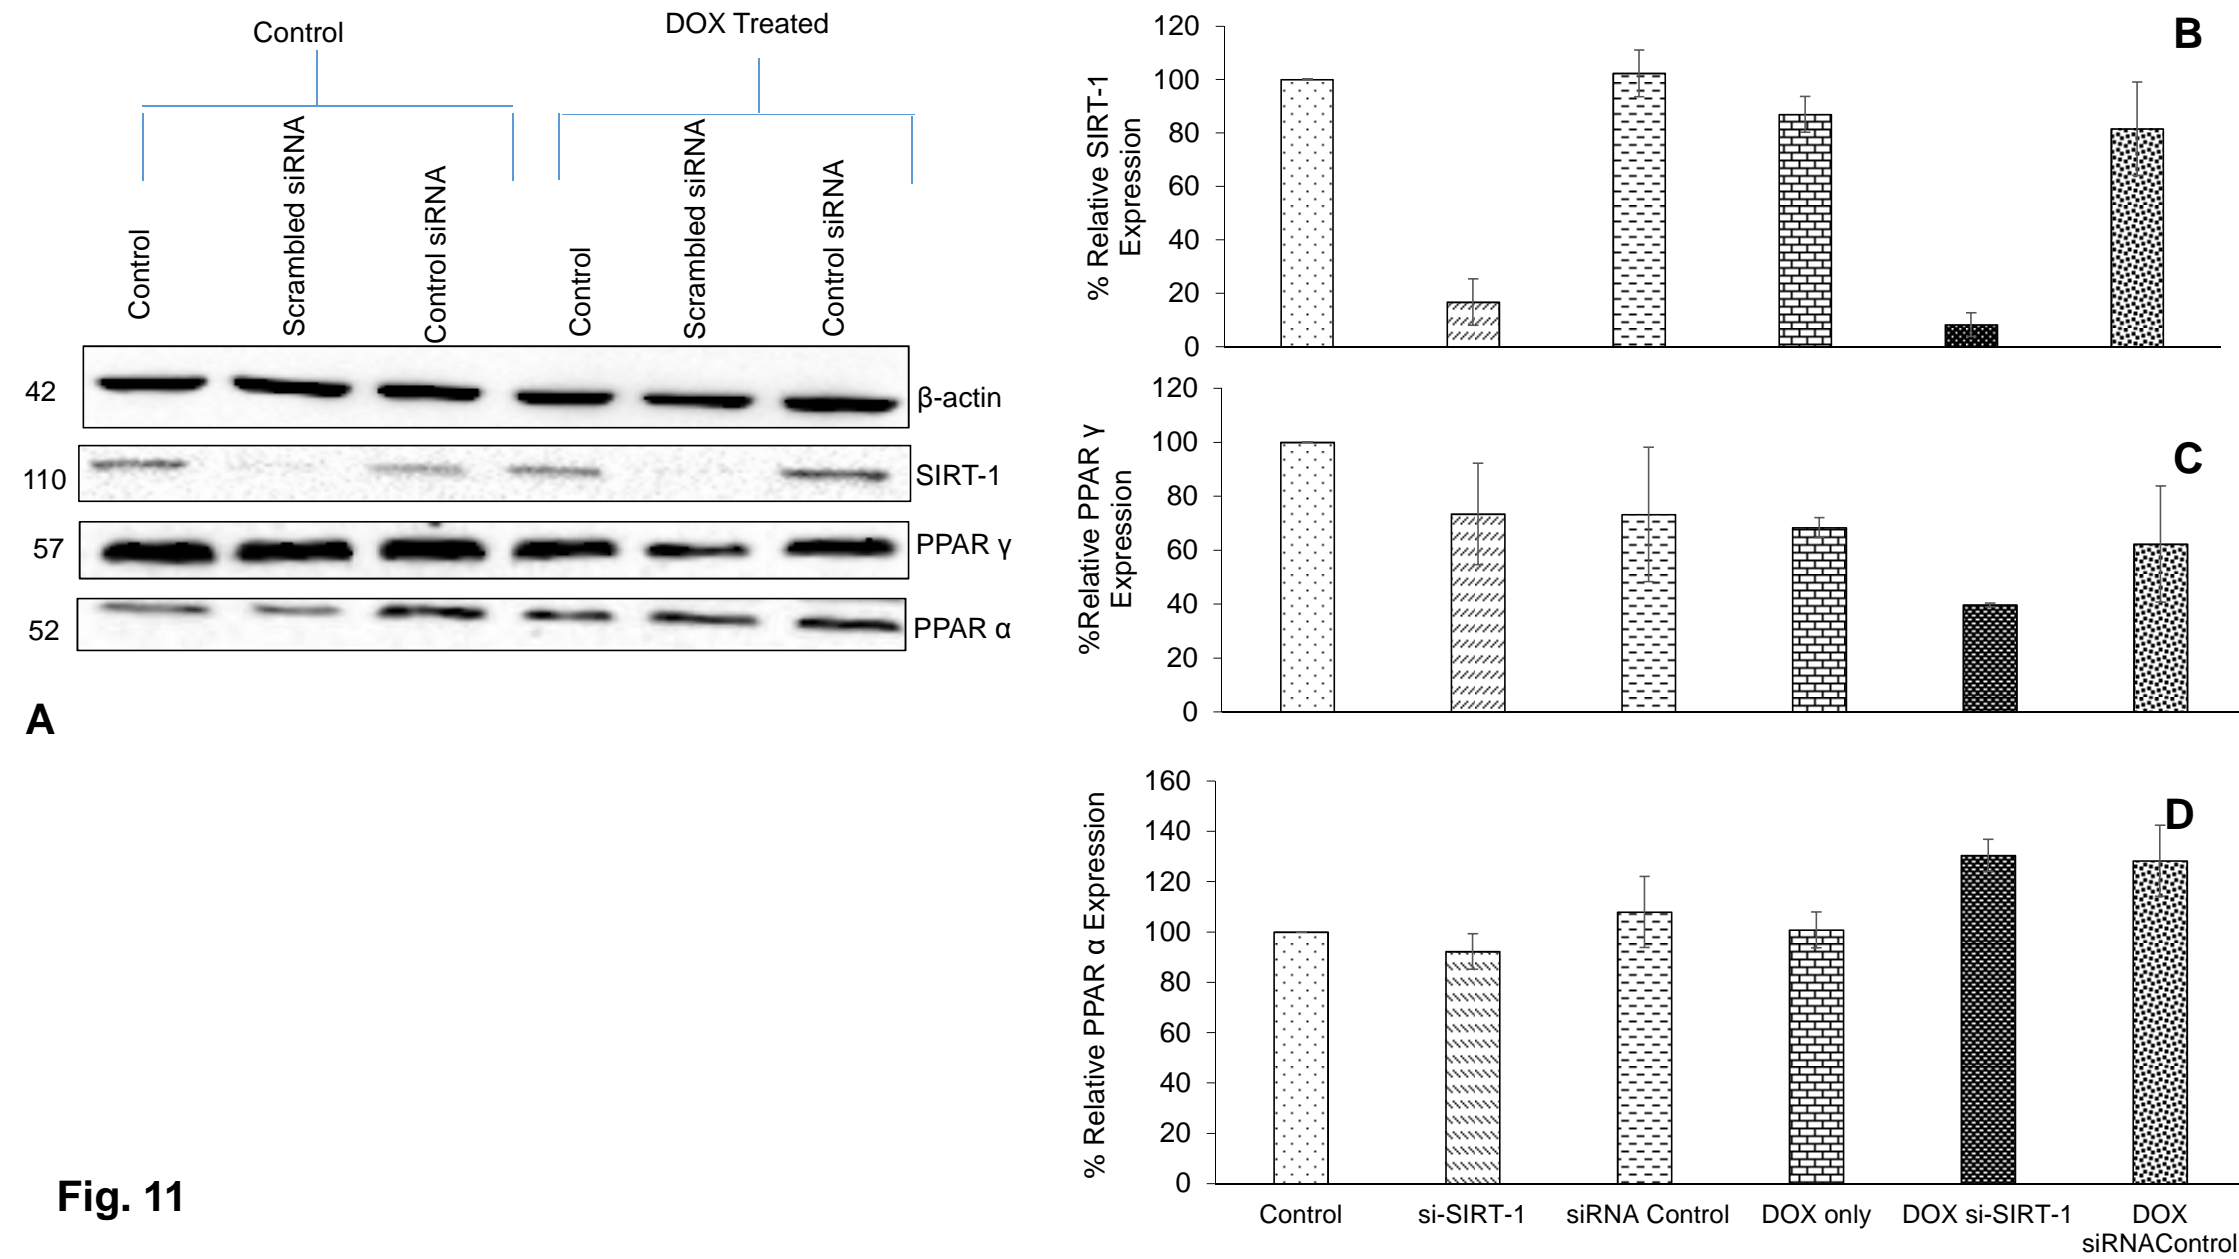 Control
DOX Treated
Control
Scrambled siRNA
Control siRNA
Control
Scrambled siRNA
Control siRNA
42
β-actin
110
SIRT-1
57
PPAR γ
52
PPAR α
A
Fig. 11
B
% Relative SIRT-1
Expression
120
100
80
60
40
20
0
C
%Relative PPAR γ
Expression
120
100
80
60
40
20
0
D
% Relative PPAR α Expression
160
140
120
100
80
60
40
20
0
Control
si-SIRT-1
siRNA Control
DOX only
DOX si-SIRT-1
DOX
siRNAControl